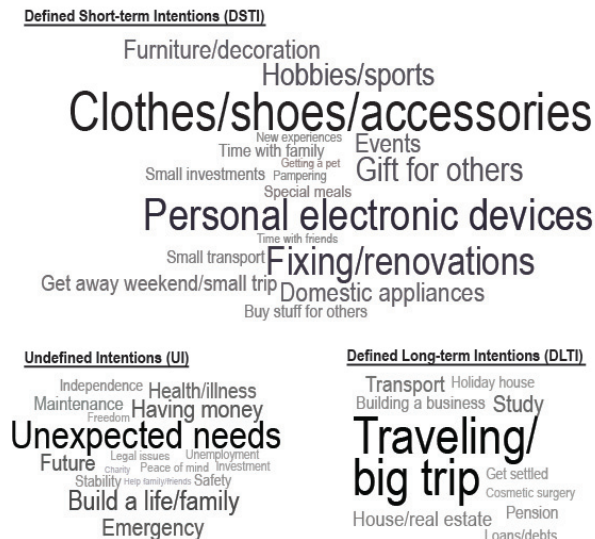 Defined Short-term Intentions (DSTI)
Furniture/decoration
Hobbies/sports
Clothes/shoes/accessories
New experiences
Events
Time with family
Getting a pet
Gift for others
Small investments
Pampering
Special meals
Personal electronic devices
Time with friends
Small transport
Fixing/renovations
Get away weekend/small trip
Domestic appliances
Buy stuff for others
Undefined Intentions (UI)
Independence
Health/illness
Maintenance
Having money
Freedom
Unexpected needs
Future
Legal issues
Unemployment
Charity
Peace of mind
Investment
Stability
Help family/friends
Safety
Build a life/family
Emergency
Defined Long-term Intentions (DLTI)
Transport
Holiday house
Building a business
Study
Traveling/
big trip
Get settled
Cosmetic surgery
House/real estate
Pension
Loans/debts